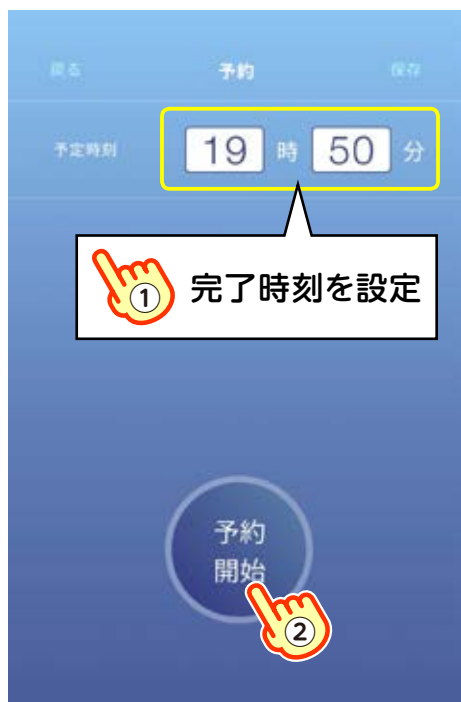 戻る 予約 保存
予定時刻 19 時 50 分
① 完了時刻を設定
予約
開始
②